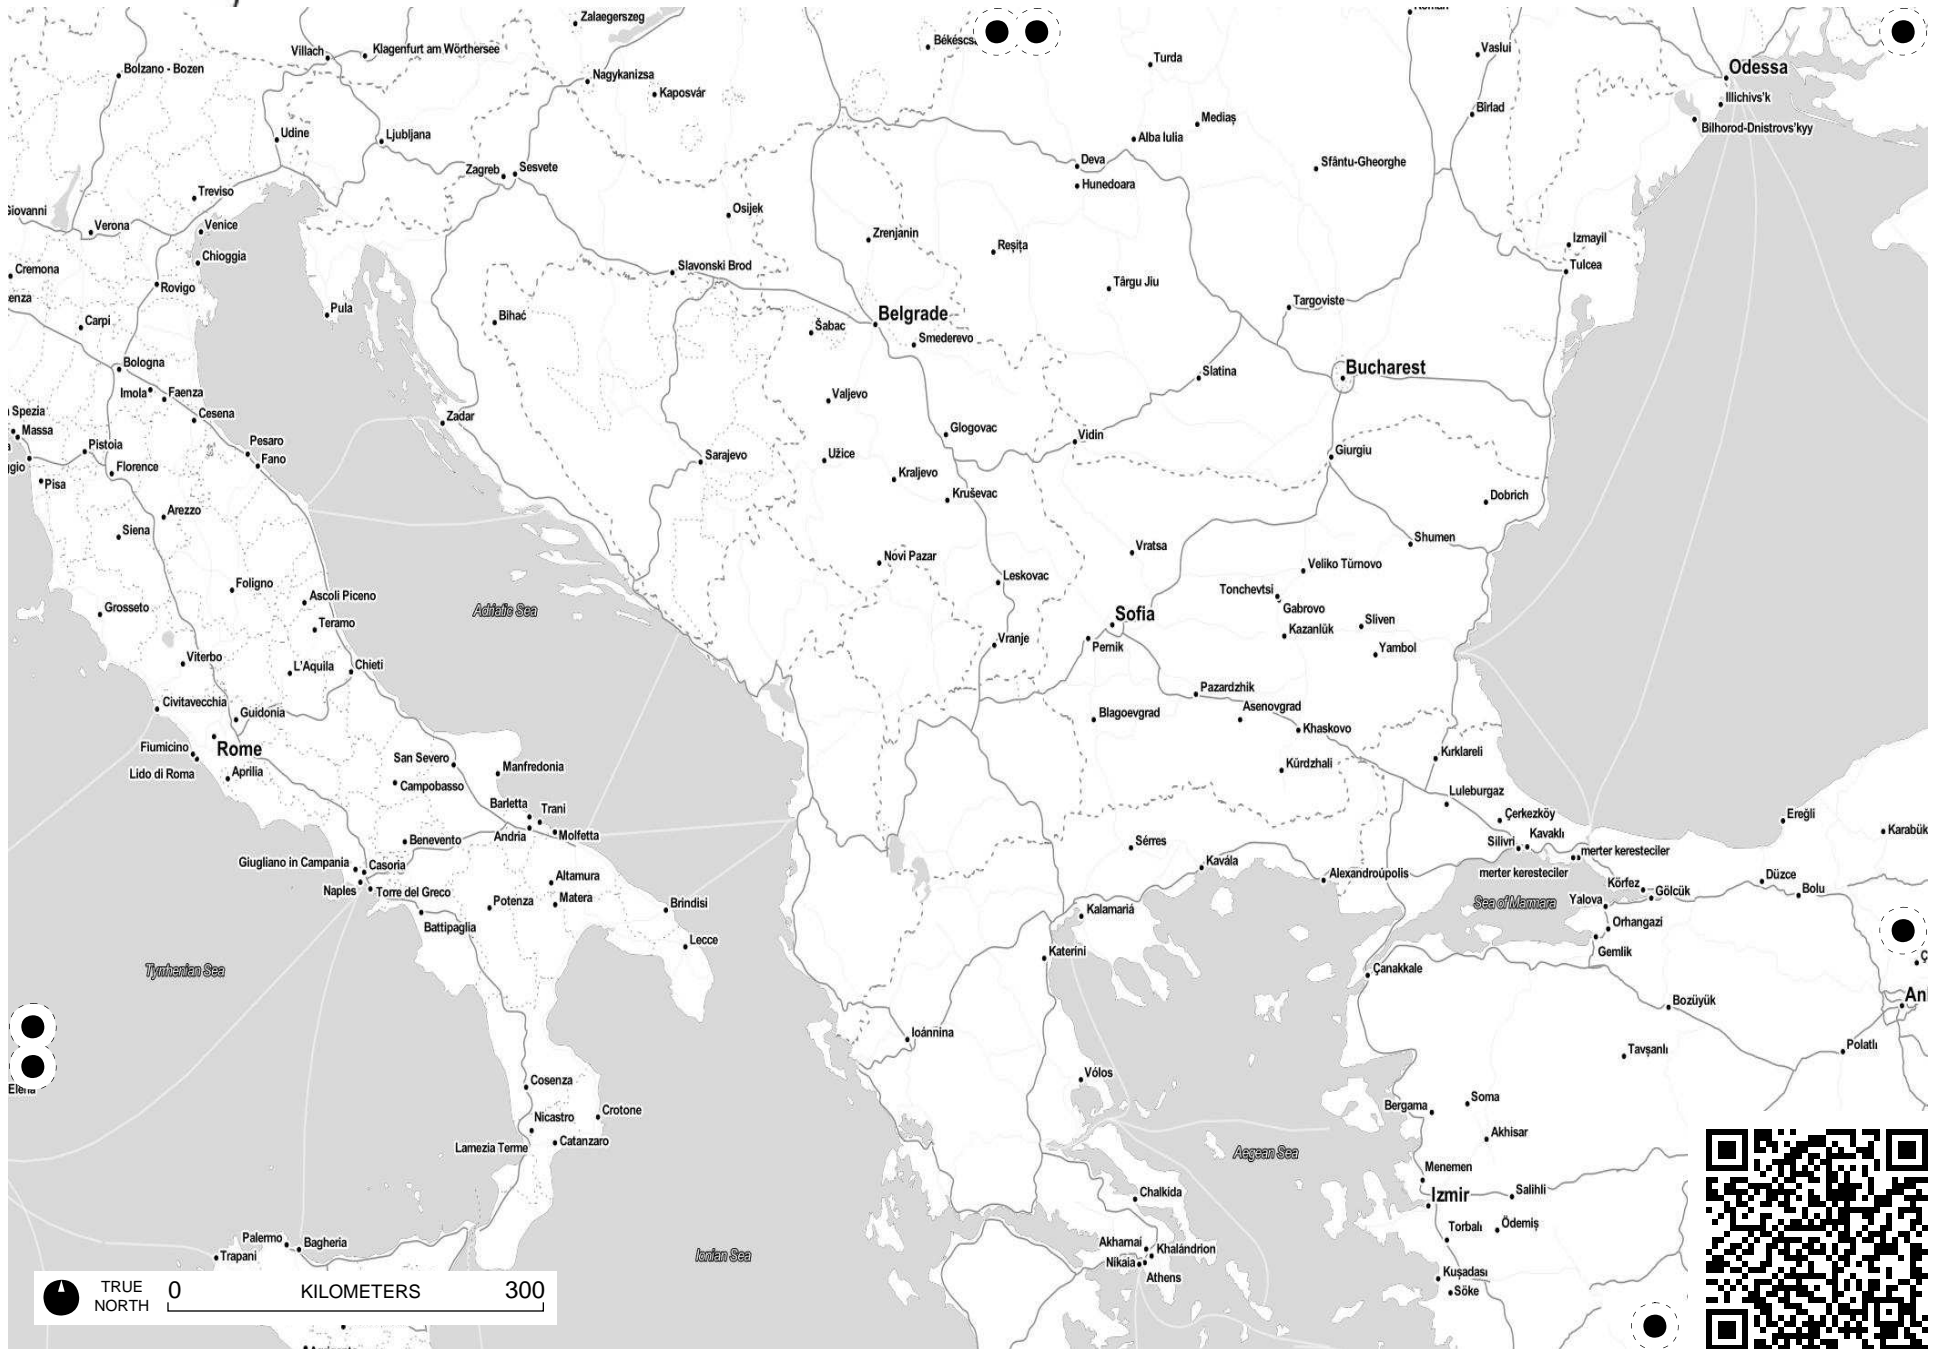 Zalaegerszeg
Villach
Klagenfurt am Wörthersee
Bolzano - Bozen
Nagykanizsa
Kaposvár
Turda
Vaslui
Odessa
Illichivs'k
Bilhorod-Dnistrovs'kyy
Bîrlad
Mediaş
Alba Iulia
Sfântu-Gheorghe
Deva
Hunedoara
Udine
Ljubljana
Zagreb
Sesvete
Treviso
Giovanni
Verona
Venice
Osijek
Zrenjanin
Reşiţa
Izmayil
Tulcea
Chioggia
Cremona
Rovigo
Slavonski Brod
Târgu Jiu
Targoviste
Carpi
Pula
Bihać
Šabac
Belgrade
Smederevo
Bologna
Imola
Faenza
Cesena
Slatina
Bucharest
Valjevo
Spezia
Massa
Pistoia
Pesaro
Fano
Zadar
Glogovac
Vidin
Giurgiu
Florence
Pisa
Sarajevo
Užice
Kraljevo
Kruševac
Dobrich
Arezzo
Siena
Shumen
Vratsa
Novi Pazar
Leskovac
Veliko Tŭrnovo
Tonchevtsi
Gabrovo
Foligno
Ascoli Piceno
Grosseto
Teramo
Adriatic Sea
Sofia
Pernik
Kazanlŭk
Sliven
Yambol
Vranje
Viterbo
L'Aquila
Chieti
Civitavecchia
Guidonia
Pazardzhik
Blagoevgrad
Asenovgrad
Khaskovo
Fiumicino
Rome
Lido di Roma
Aprilia
San Severo
Manfredonia
Campobasso
Kŭrdzhali
Kırklareli
Luleburgaz
Barletta
Trani
Andria
Molfetta
Benevento
Çerkezköy
Kavaklı
Silivri
merter keresteciler
merter keresteciler
Ereğli
Karabük
Sérres
Kavála
Alexandroúpolis
Giugliano in Campania
Casoria
Naples
Torre del Greco
Altamura
Matera
Potenza
Battipaglia
Brindisi
Lecce
Düzce
Bolu
Körfez
Gölcük
Yalova
Orhangazi
Gemlik
Sea of Marmara
Kalamariá
Katerini
Çanakkale
Tyrrhenian Sea
Bozüyük
Ioánnina
Tavşanlı
Polatlı
Vólos
Cosenza
Crotone
Nicastro
Lamezia Terme
Catanzaro
Bergama
Soma
Akhisar
Aegean Sea
Menemen
Izmir
Salihli
Chalkida
Torbalı
Ödemiş
Palermo
Bagheria
Trapani
Ionian Sea
Akharnaí
Khalándrion
Níkaia
Athens
Kuşadası
Söke
TRUE
NORTH
0 KILOMETERS 300